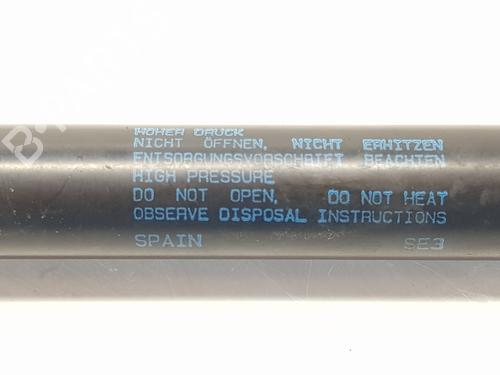 HOHER DRUCK
NICHT ÖFFNEN, NICHT ERHITZEN
ENTSORGUNGSVORSCHRIFT BEACHTEN
HIGH PRESSURE
DO NOT OPEN, DO NOT HEAT
OBSERVE DISPOSAL INSTRUCTIONS
SPAIN SE3